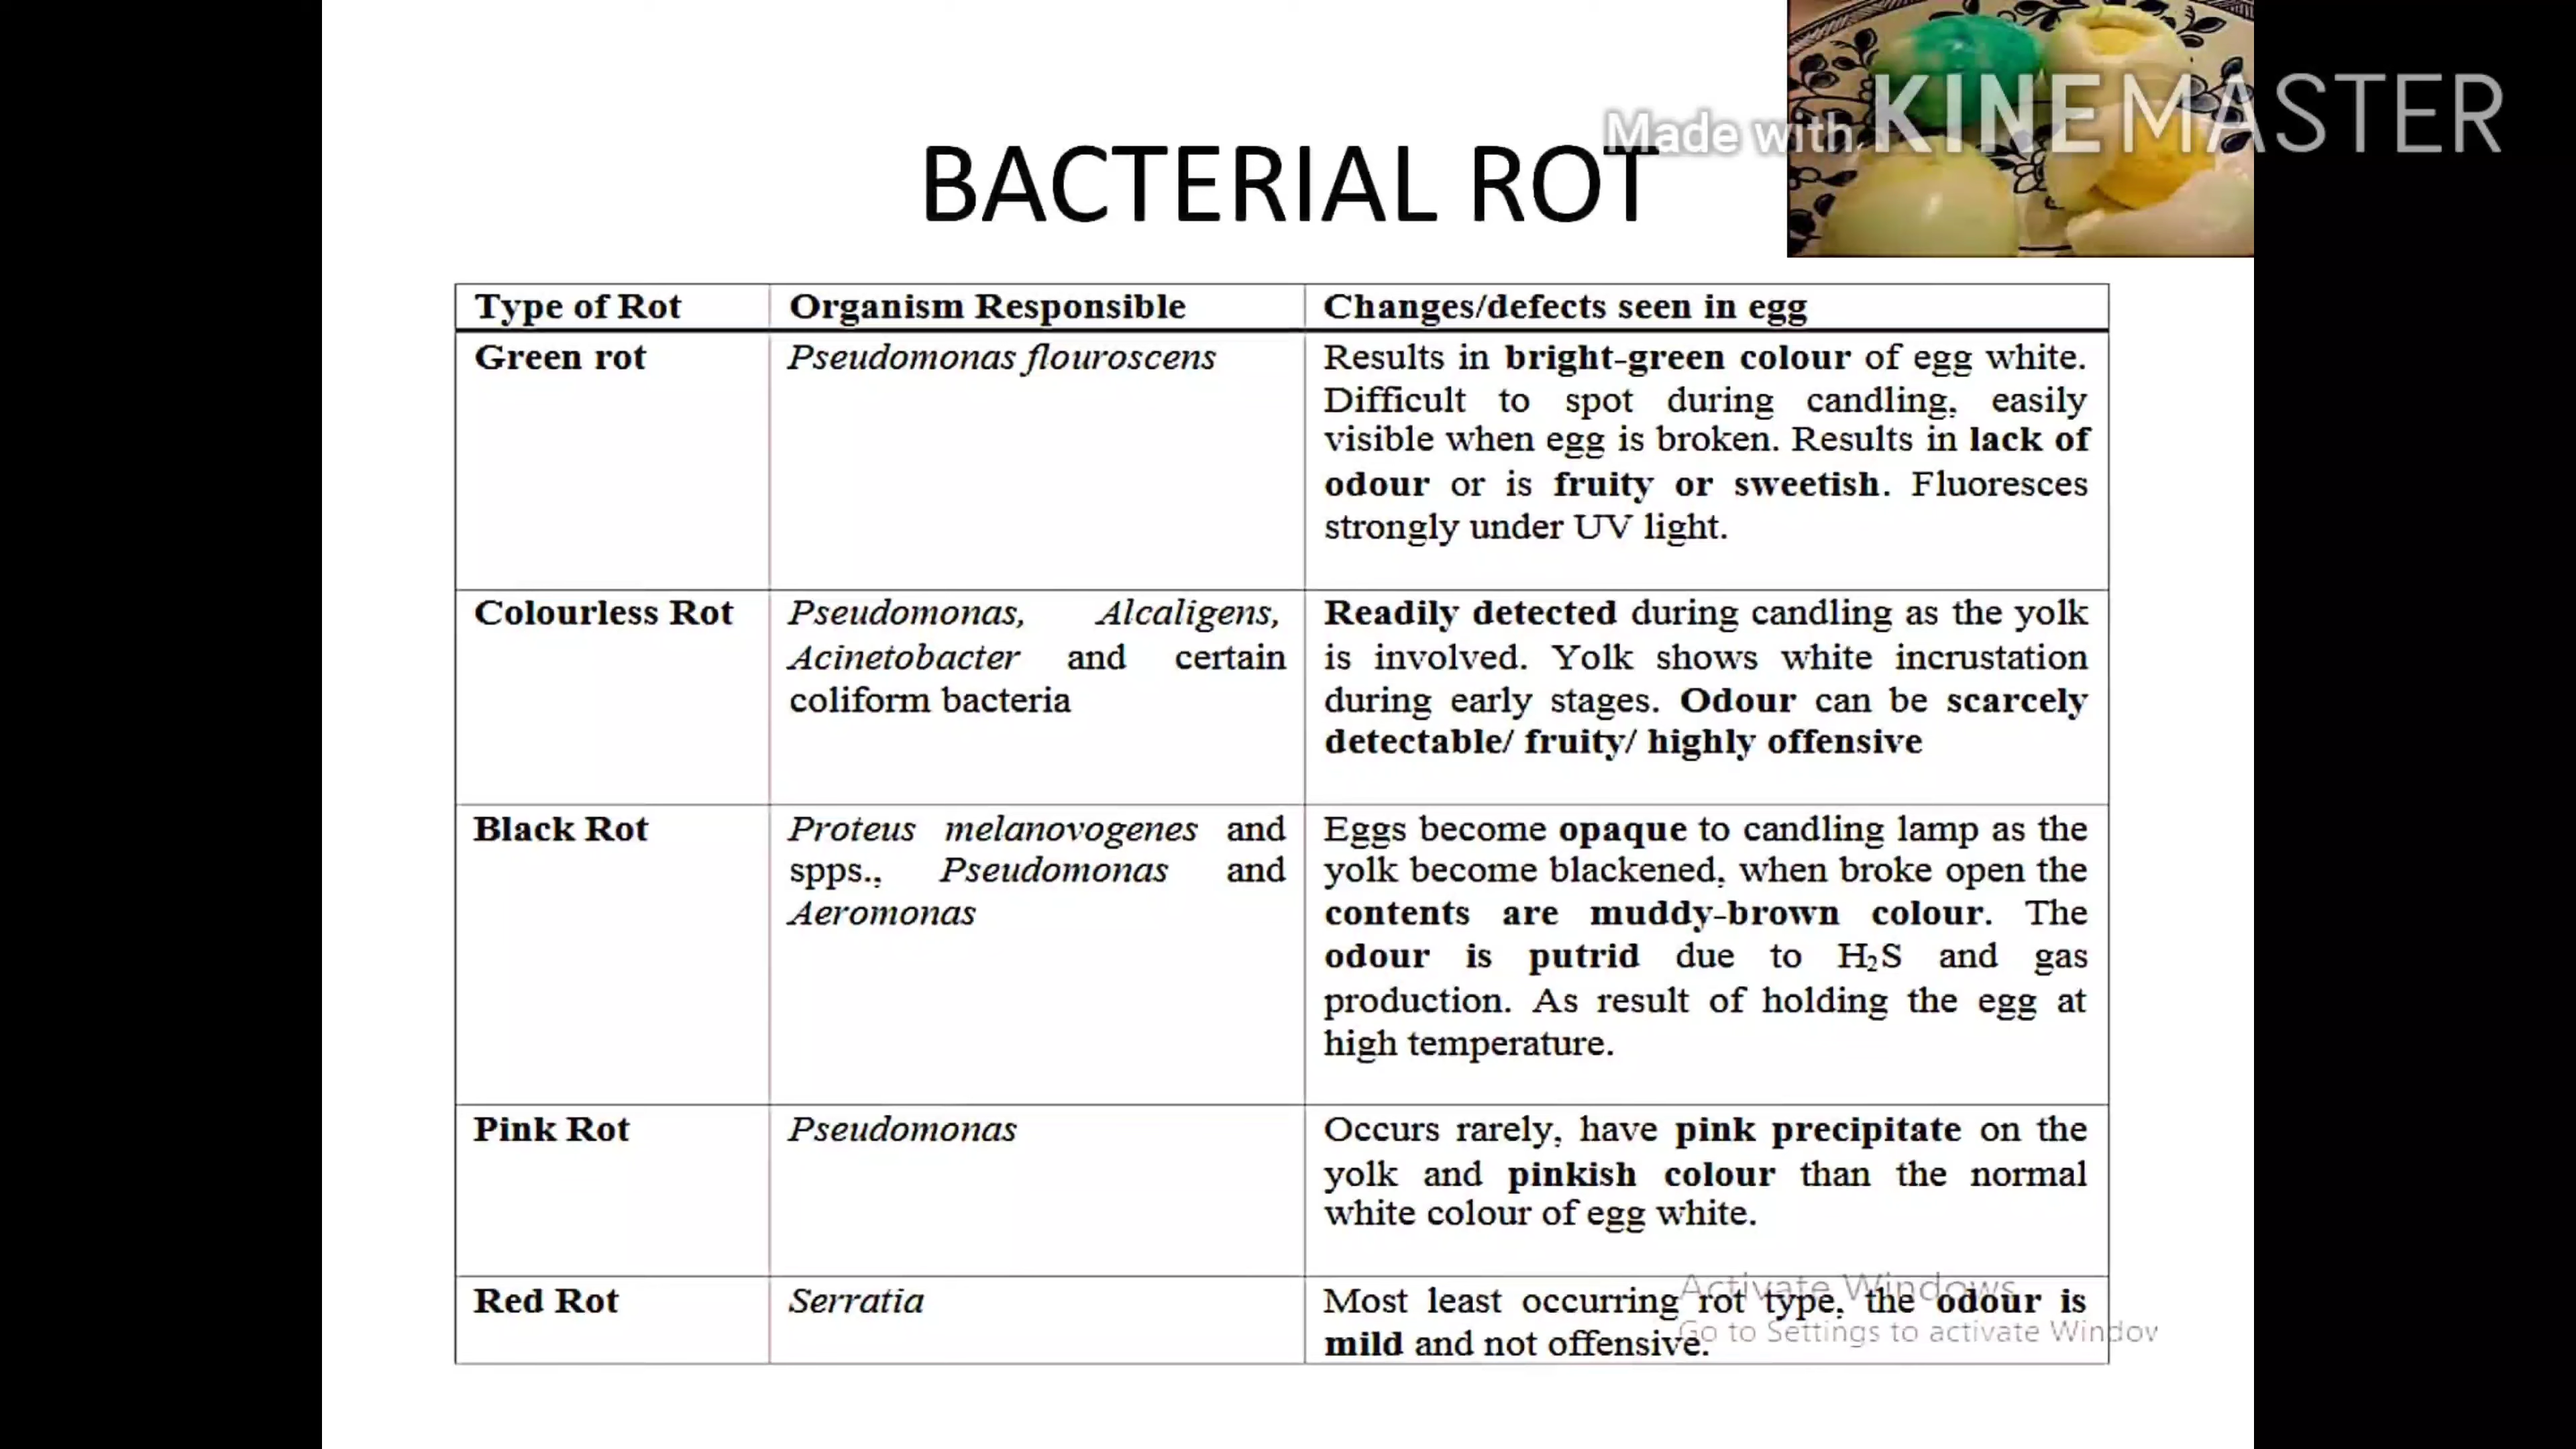 Made with KINEMASTER
BACTERIAL ROT
Type of Rot Organism Responsible Changes/defects seen in egg
Green rot Pseudomonas flouroscens Results in bright-green colour of egg white.
Difficult to spot during candling, easily
visible when egg is broken. Results in lack of
odour or is fruity or sweetish. Fluoresces
strongly under UV light.
Colourless Rot Pseudomonas, Alcaligens, Readily detected during candling as the yolk
Acinetobacter and certain is involved. Yolk shows white incrustation
coliform bacteria during early stages. Odour can be scarcely
detectable/ fruity/ highly offensive
Black Rot Proteus melanovogenes and Eggs become opaque to candling lamp as the
spps., Pseudomonas and yolk become blackened, when broke open the
Aeromonas contents are muddy-brown colour. The
odour is putrid due to H₂S and gas
production. As result of holding the egg at
high temperature.
Pink Rot Pseudomonas Occurs rarely, have pink precipitate on the
yolk and pinkish colour than the normal
white colour of egg white.
Red Rot Serratia Most least occurring rot type, the odour is
mild and not offensive.
Activate Windows
Go to Settings to activate Window